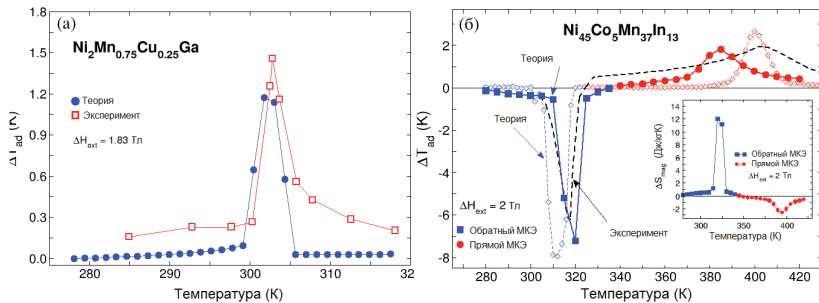 (а)
Ni2Mn0.75Cu0.25Ga
Теория
Эксперимент
ΔHext = 1.83 Тл
1.8
1.5
1.2
0.9
0.6
0.3
0.0
280 290 300 310 32
Температура (К)
(б)
Ni45Co5Mn37In13
ΔTad (K)
4
2
0
-2
-4
-6
-8
Теория
Теория
ΔHext = 2 Тл
Эксперимент
Обратный МКЭ
Прямой МКЭ
280 300 320 340 360 380 400 420
Температура (К)
ΔSmag (Дж/кгК)
14
12
10
8
6
4
2
0
-2
Обратный МКЭ
Прямой МКЭ
ΔHext = 2 Тл
300 350 400
Температура (К)